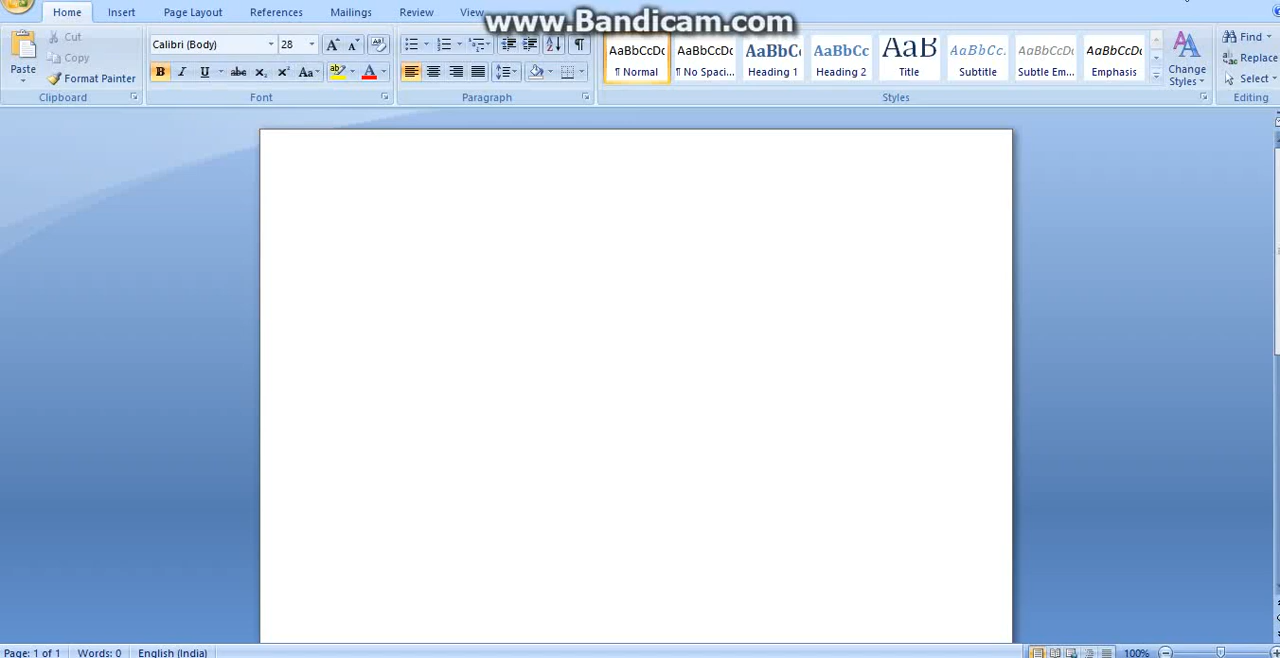 Home Insert Page Layout References Mailings Review View
www.Bandicam.com
Cut Calibri (Body) 28 AaBbCcDc AaBbCcDc AaBbC AaBbCc AaB AaBbCc. AaBbCcDc AaBbCcDc Find
Copy Replace
Paste Format Painter B I U abc Aa A ¶ Normal ¶ No Spaci... Heading 1 Heading 2 Title Subtitle Subtle Em... Emphasis Change Styles Select
Clipboard Font Paragraph Styles Editing
Page: 1 of 1 Words: 0 English (India) 100%